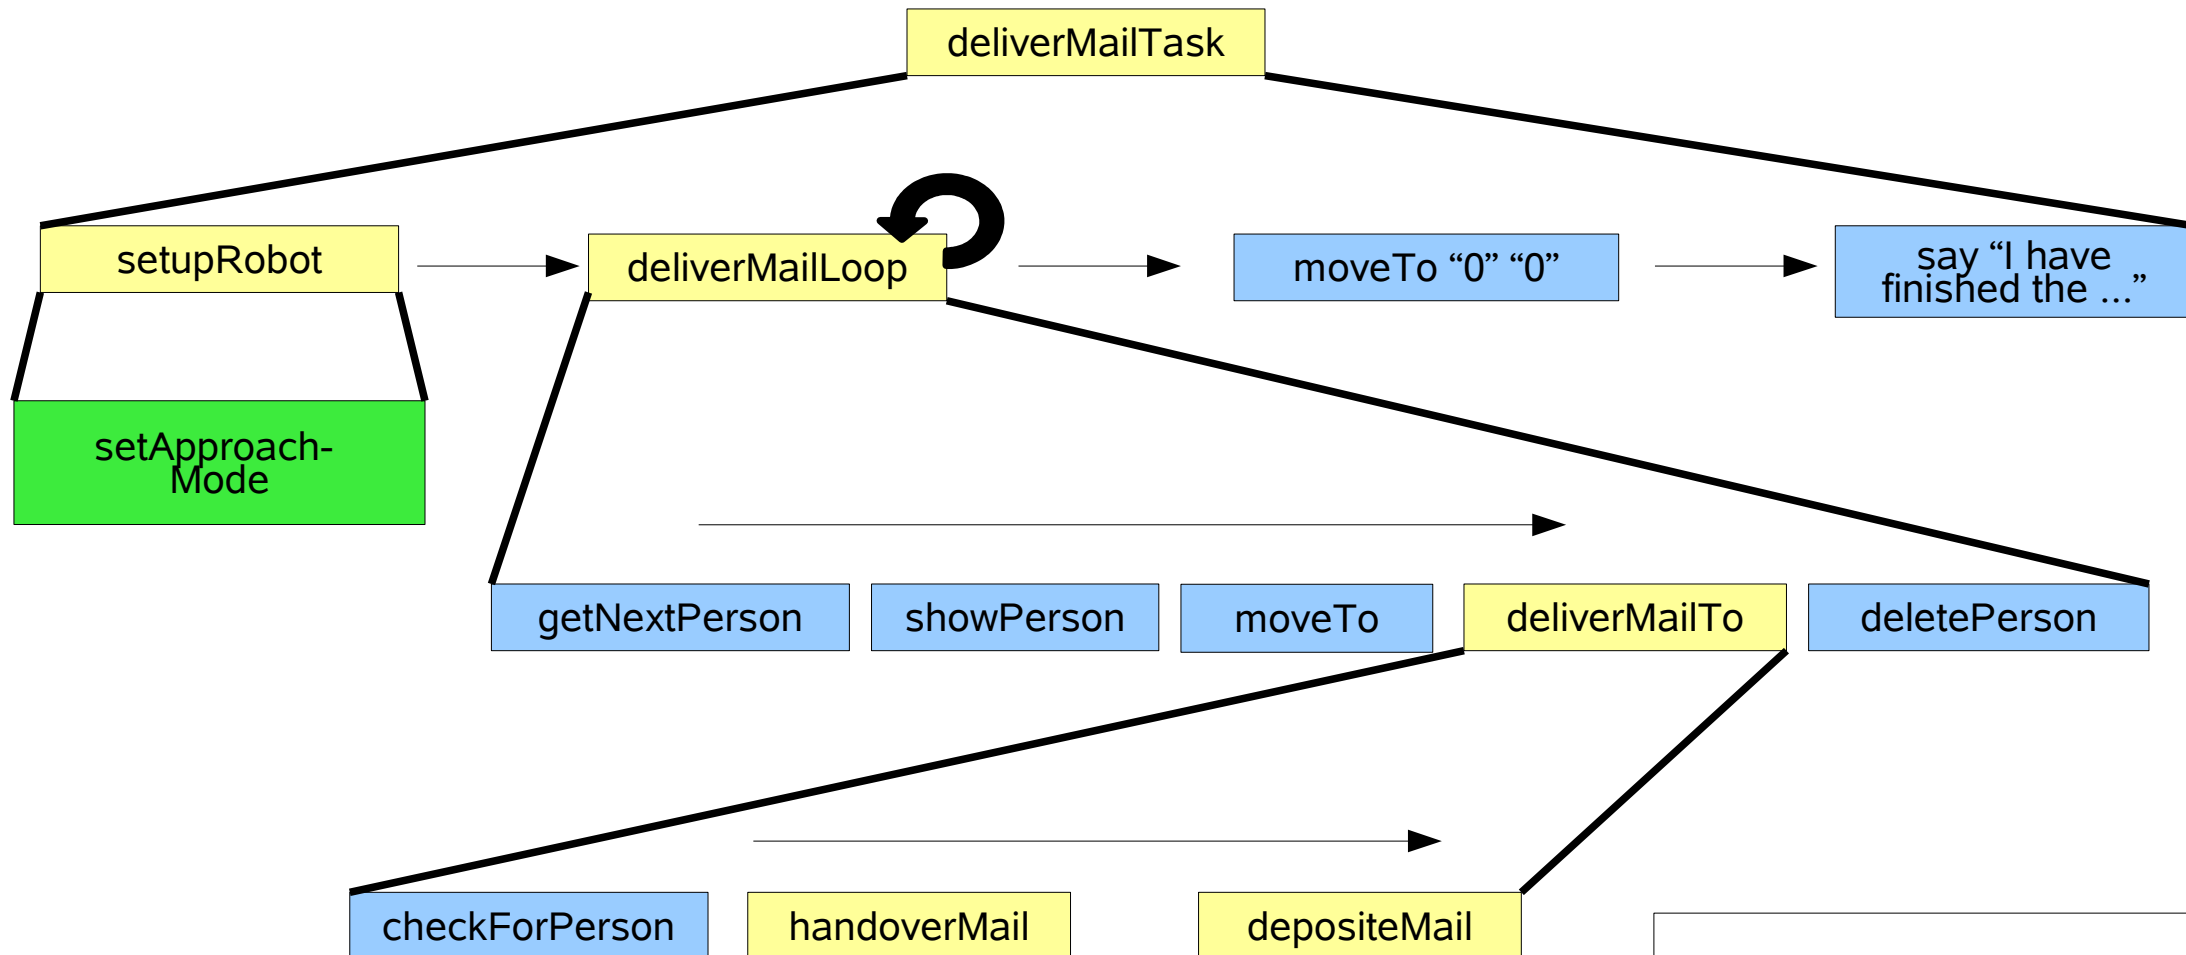 deliverMailTask
setupRobot
deliverMailLoop
moveTo “0” “0”
say “I have
finished the ...”
setApproach-
Mode
getNextPerson
showPerson
moveTo
deliverMailTo
deletePerson
checkForPerson
handoverMail
depositeMail